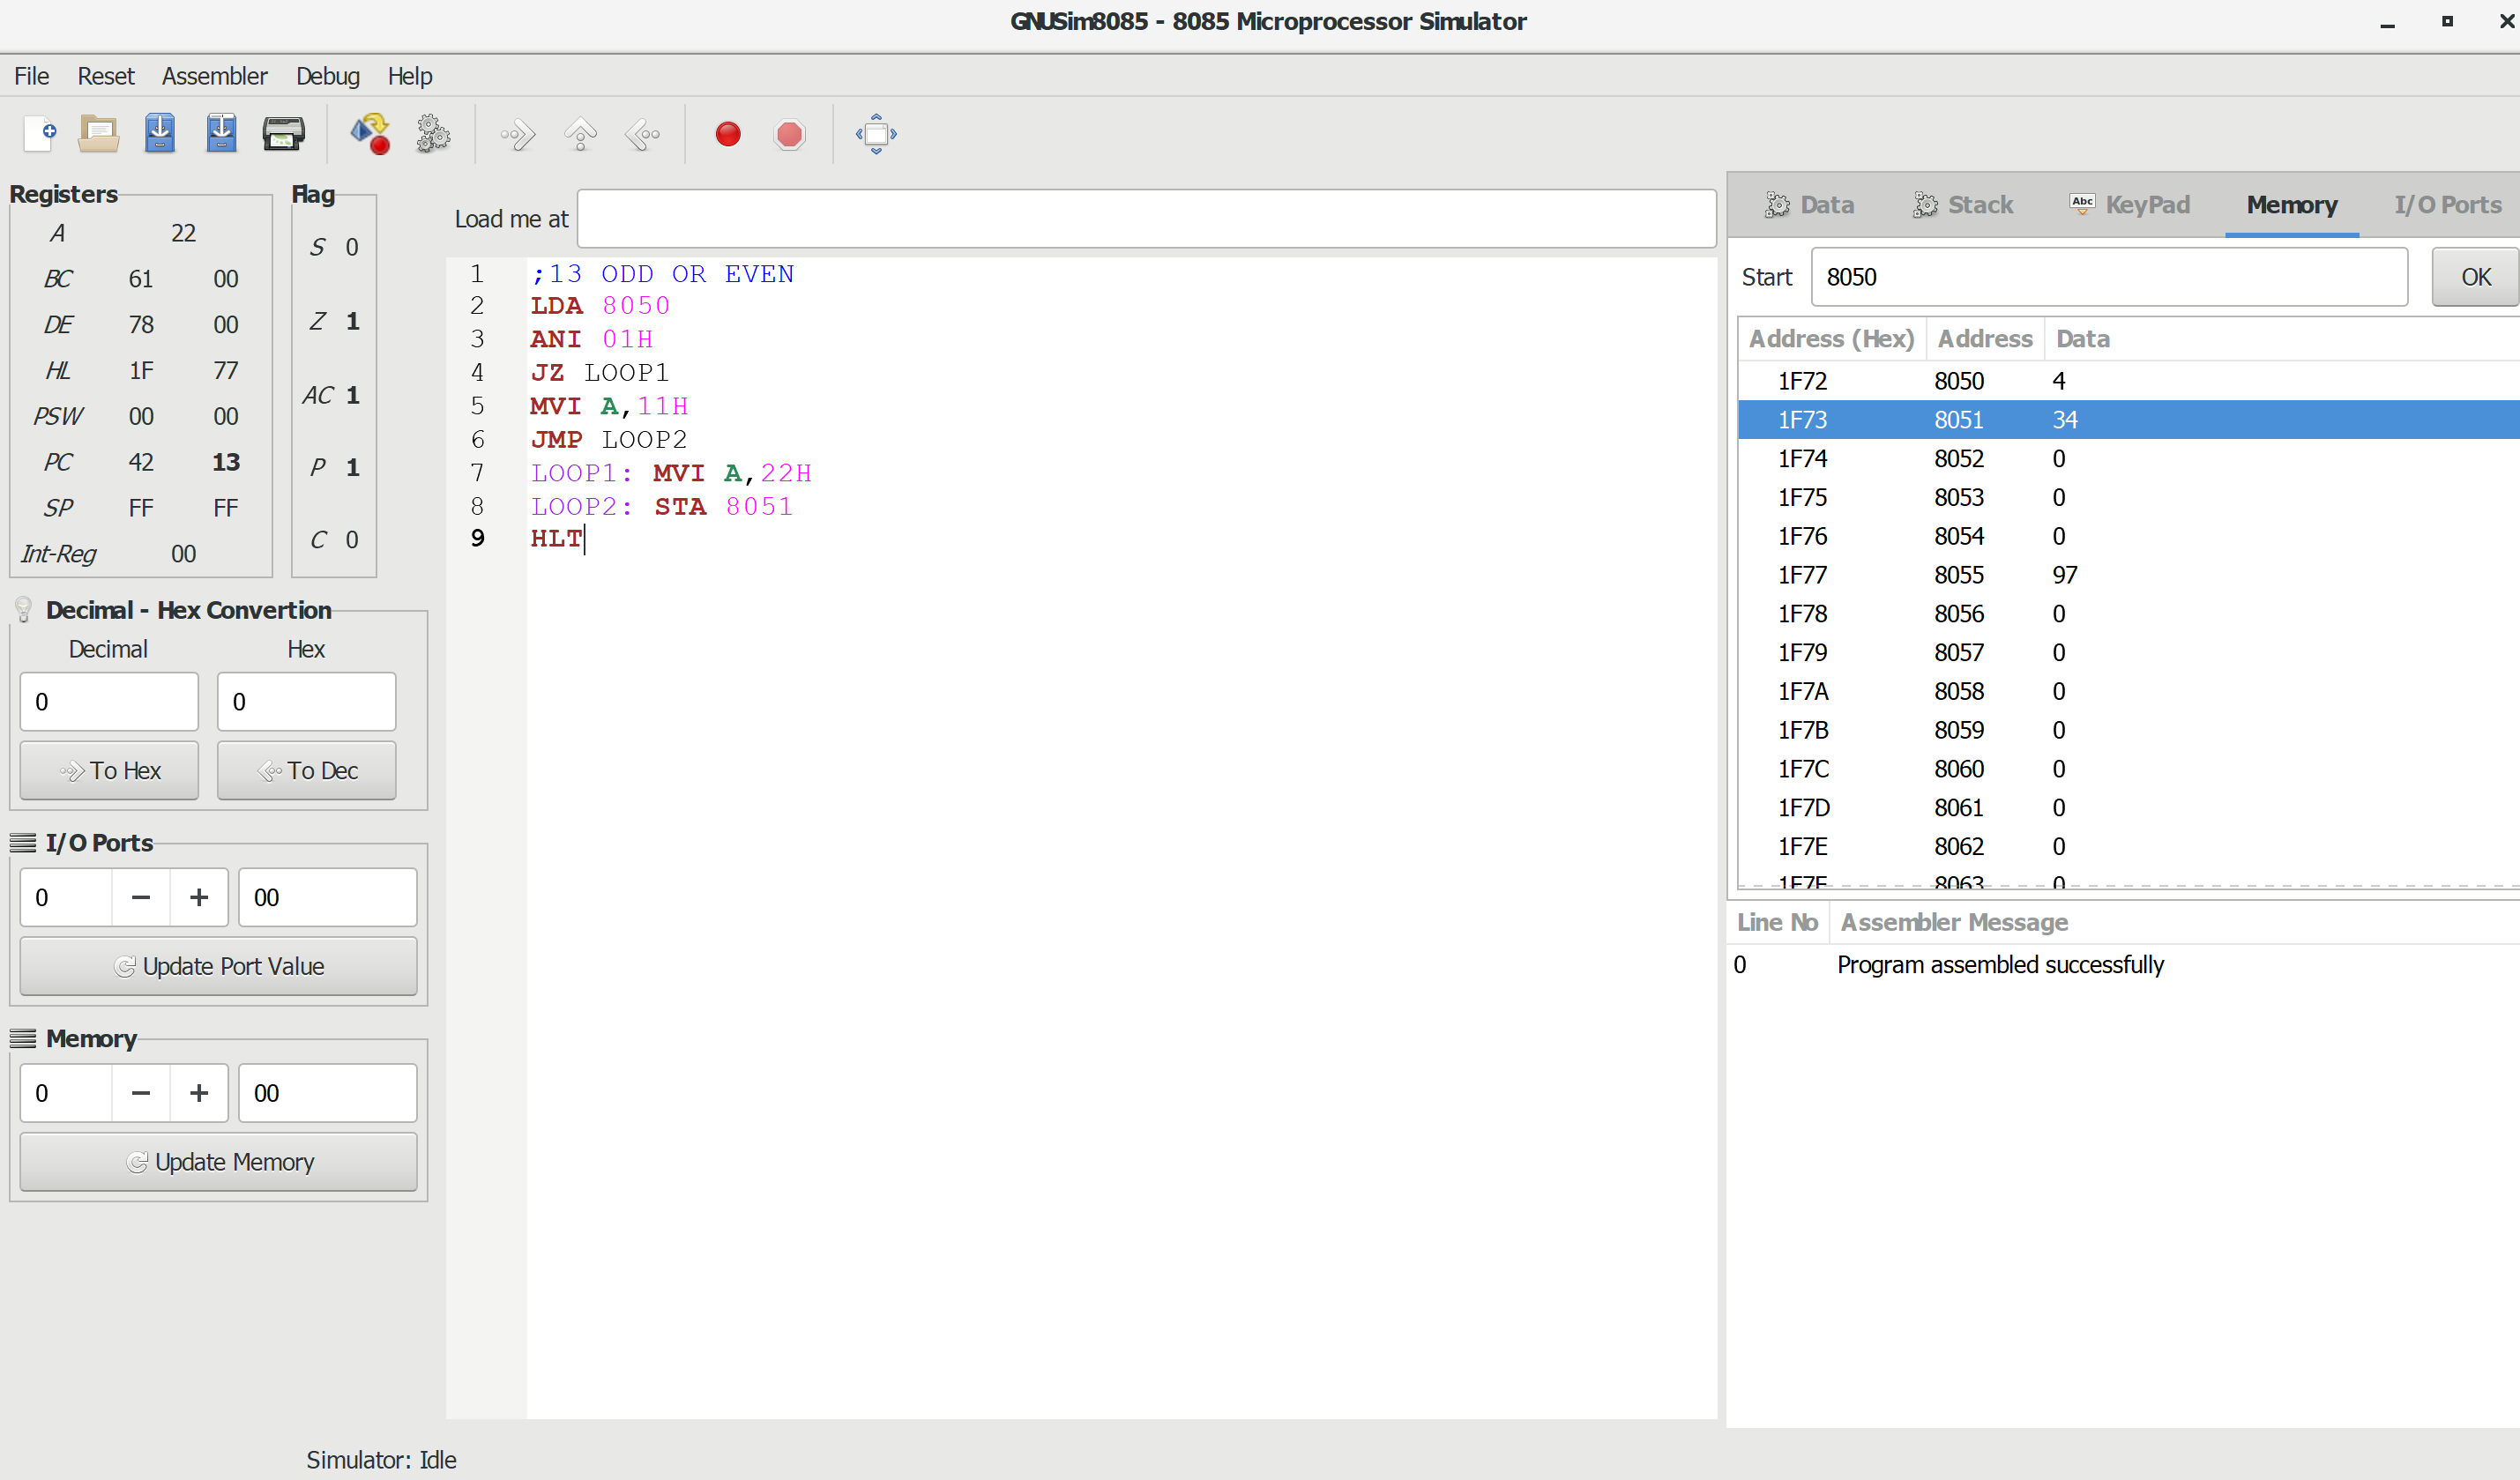 GNUSim8085 - 8085 Microprocessor Simulator
File Reset Assembler Debug Help
Registers
A 22
BC 61 00
DE 78 00
HL 1F 77
PSW 00 00
PC 42 13
SP FF FF
Int-Reg 00
Flag
S 0
Z 1
AC 1
P 1
C 0
Decimal - Hex Convertion
Decimal Hex
0 0
To Hex To Dec
I/O Ports
0 − + 00
Update Port Value
Memory
0 − + 00
Update Memory
Load me at
1 ;13 ODD OR EVEN
2 LDA 8050
3 ANI 01H
4 JZ LOOP1
5 MVI A,11H
6 JMP LOOP2
7 LOOP1: MVI A,22H
8 LOOP2: STA 8051
9 HLT
Data Stack Abc KeyPad Memory I/O Ports
Start 8050 OK
Address (Hex) Address Data
1F72 8050 4
1F73 8051 34
1F74 8052 0
1F75 8053 0
1F76 8054 0
1F77 8055 97
1F78 8056 0
1F79 8057 0
1F7A 8058 0
1F7B 8059 0
1F7C 8060 0
1F7D 8061 0
1F7E 8062 0
1F7F 8063 0
Line No Assembler Message
0 Program assembled successfully
Simulator: Idle